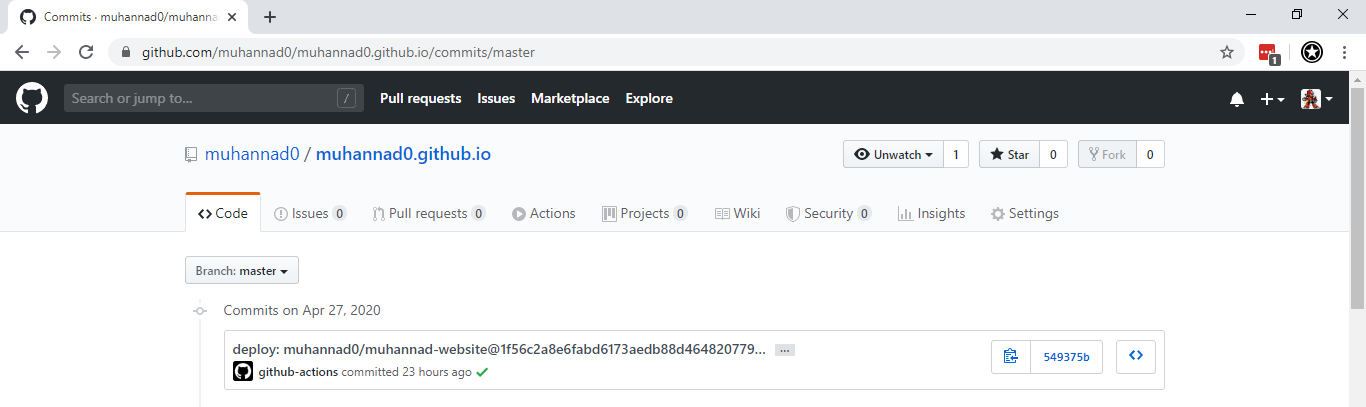 Commits · muhannad0/muhanna
github.com/muhannad0/muhannad0.github.io/commits/master
1
Search or jump to... /
Pull requests Issues Marketplace Explore
muhannad0 / muhannad0.github.io
Unwatch 1 Star 0 Fork 0
Code Issues 0 Pull requests 0 Actions Projects 0 Wiki Security 0 Insights Settings
Branch: master
Commits on Apr 27, 2020
deploy: muhannad0/muhannad-website@1f56c2a8e6fabd6173aedb88d464820779... ...
549375b
github-actions committed 23 hours ago